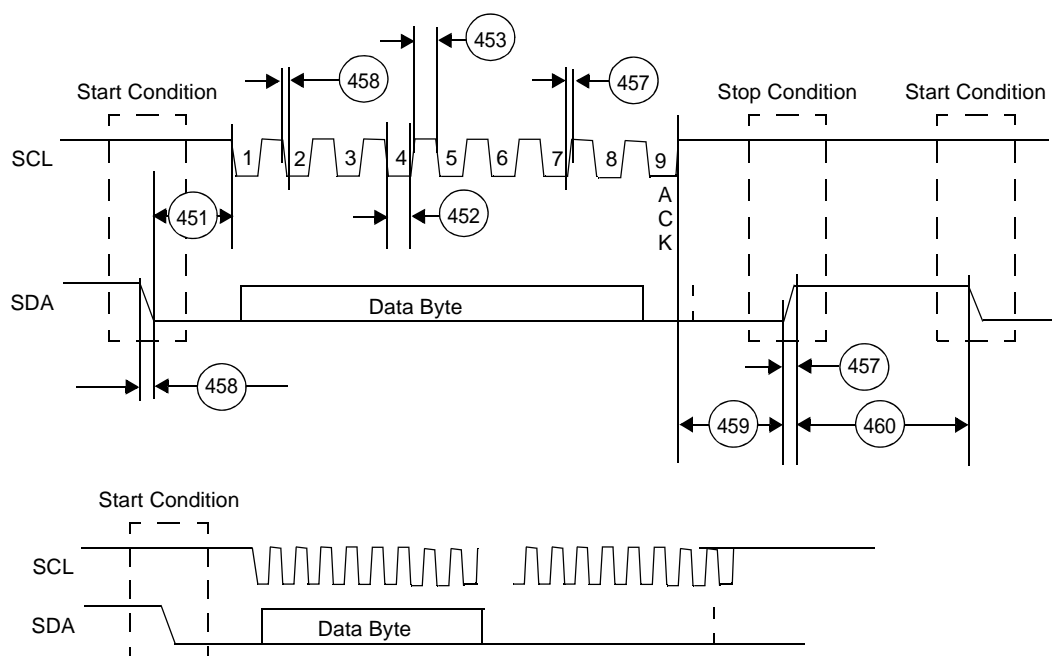 453
458
457
Start Condition
Stop Condition
Start Condition
SCL
1 2 3 4 5 6 7 8 9
A
C
K
451
452
SDA
Data Byte
458
457
459
460
Start Condition
SCL
SDA
Data Byte